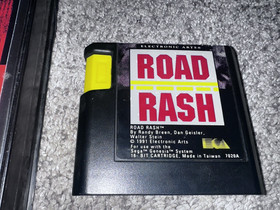 ELECTRONIC ARTS
ROAD
RASH
ROAD RASH™
By Randy Breen, Dan Geisler,
Walter Stein
© 1991 Electronic Arts
For use with the
Sega™ Genesis™ System
16-BIT CARTRIDGE, Made in Taiwan 7020A